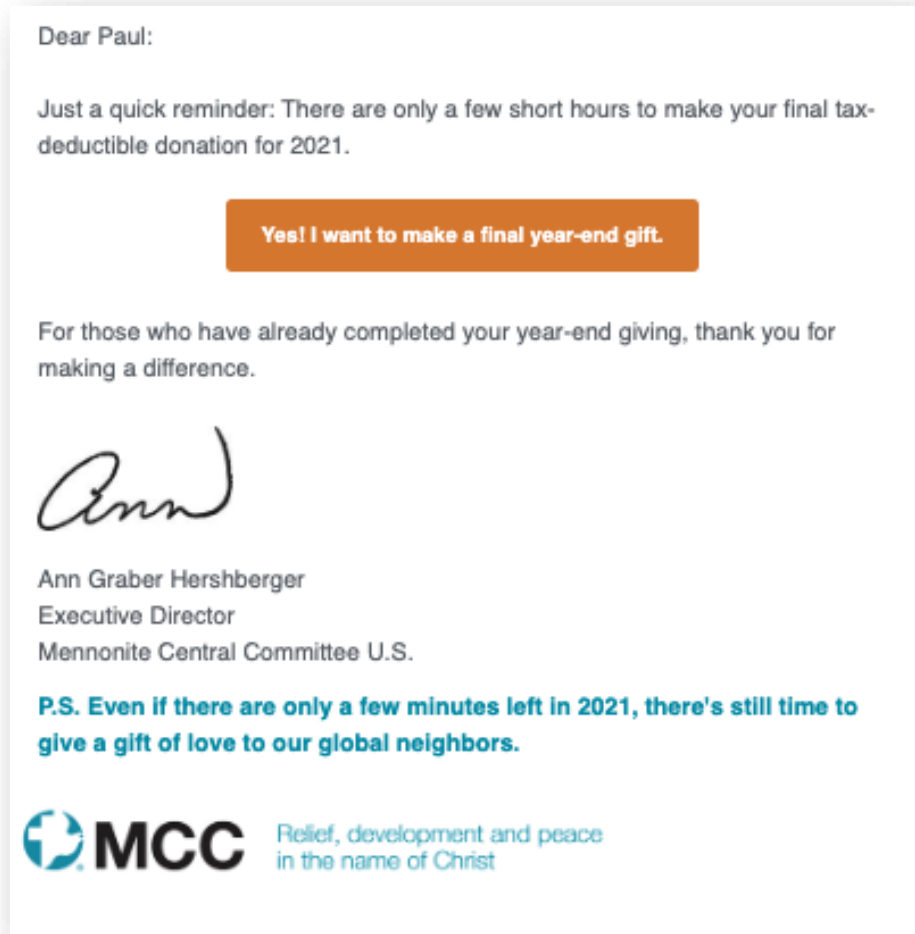 Dear Paul:
Just a quick reminder: There are only a few short hours to make your final tax-
deductible donation for 2021.
Yes! I want to make a final year-end gift.
For those who have already completed your year-end giving, thank you for
making a difference.
Ann
Ann Graber Hershberger
Executive Director
Mennonite Central Committee U.S.
P.S. Even if there are only a few minutes left in 2021, there's still time to
give a gift of love to our global neighbors.
MCC Relief, development and peace
in the name of Christ